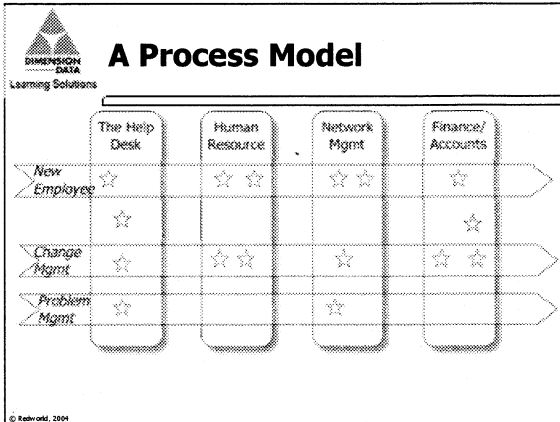 A Process Model
DIMENSION
DATA
Learning Solutions
The Help
Desk
Human
Resource
Network
Mgmt
Finance/
Accounts
New
Employee
Change
Mgmt
Problem
Mgmt
© Redworld, 2004